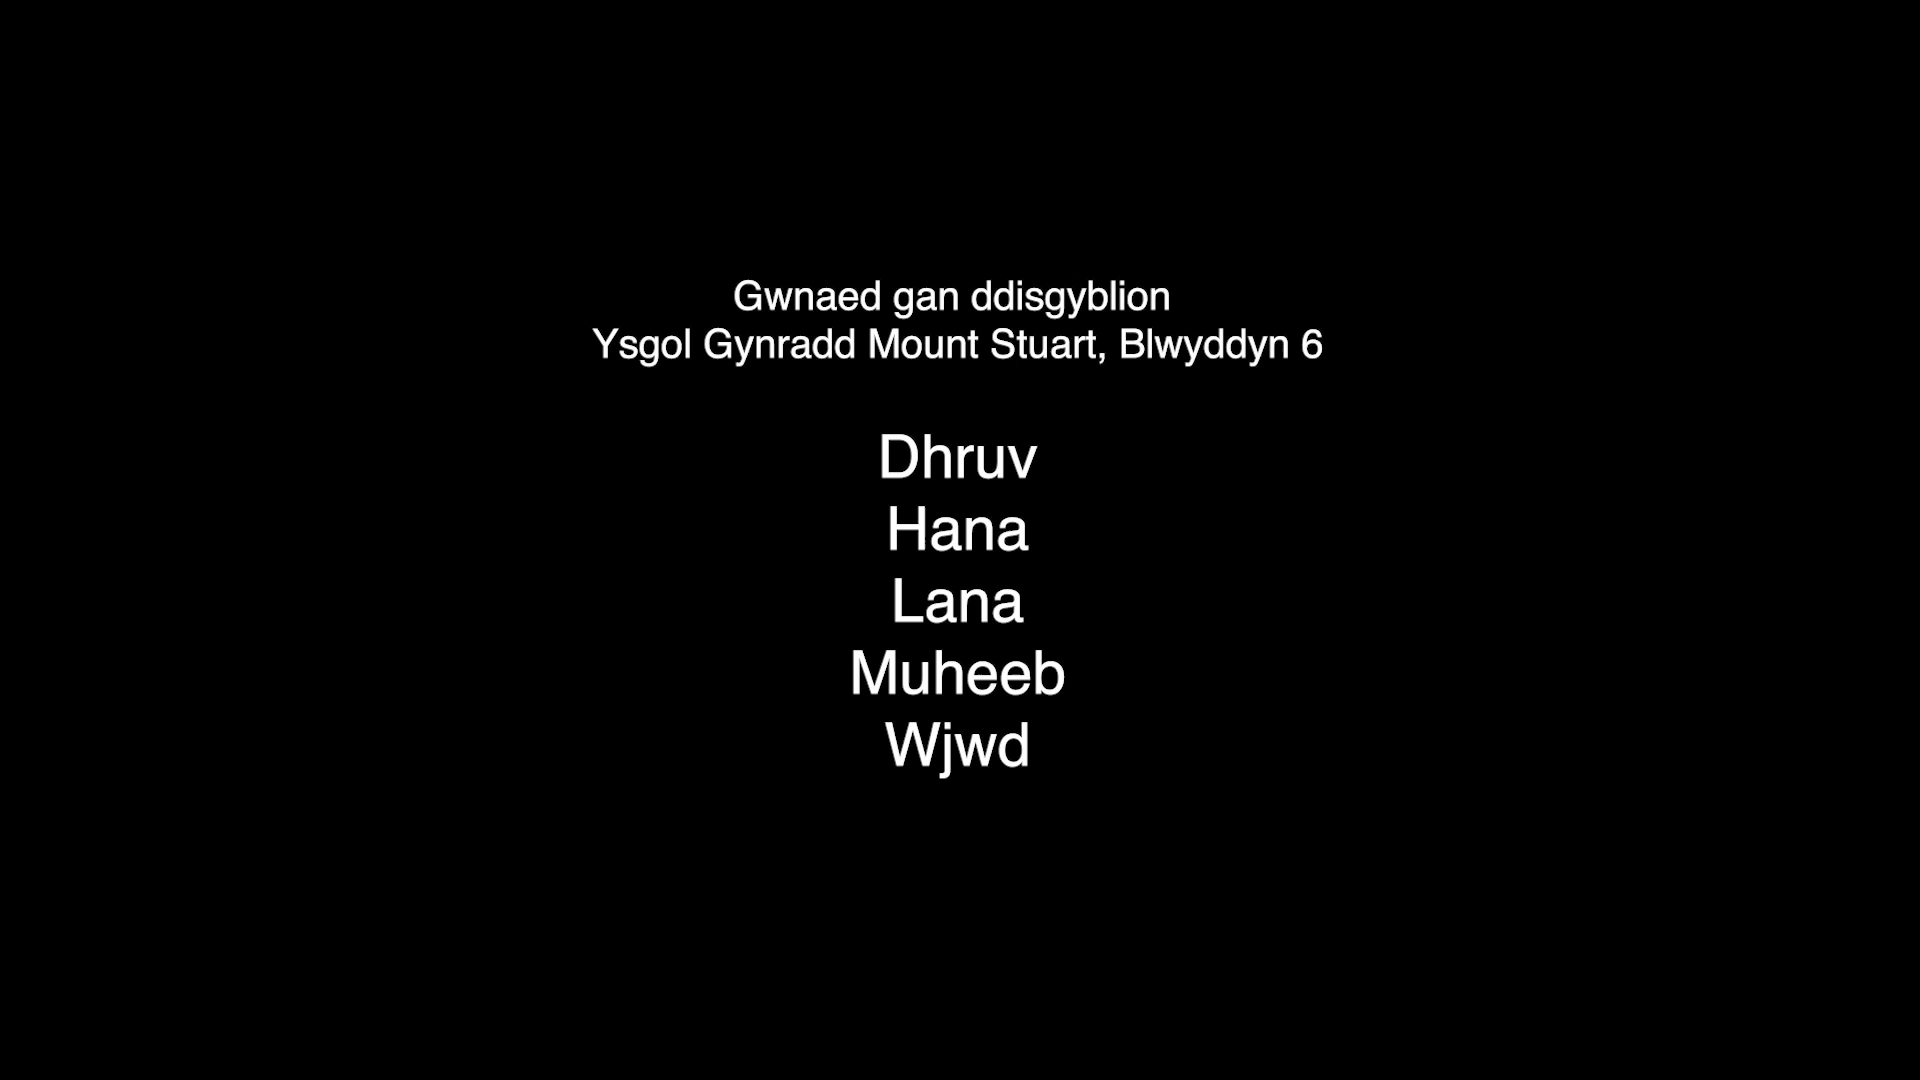 Gwnaed gan ddisgyblion
Ysgol Gynradd Mount Stuart, Blwyddyn 6
Dhruv
Hana
Lana
Muheeb
Wjwd